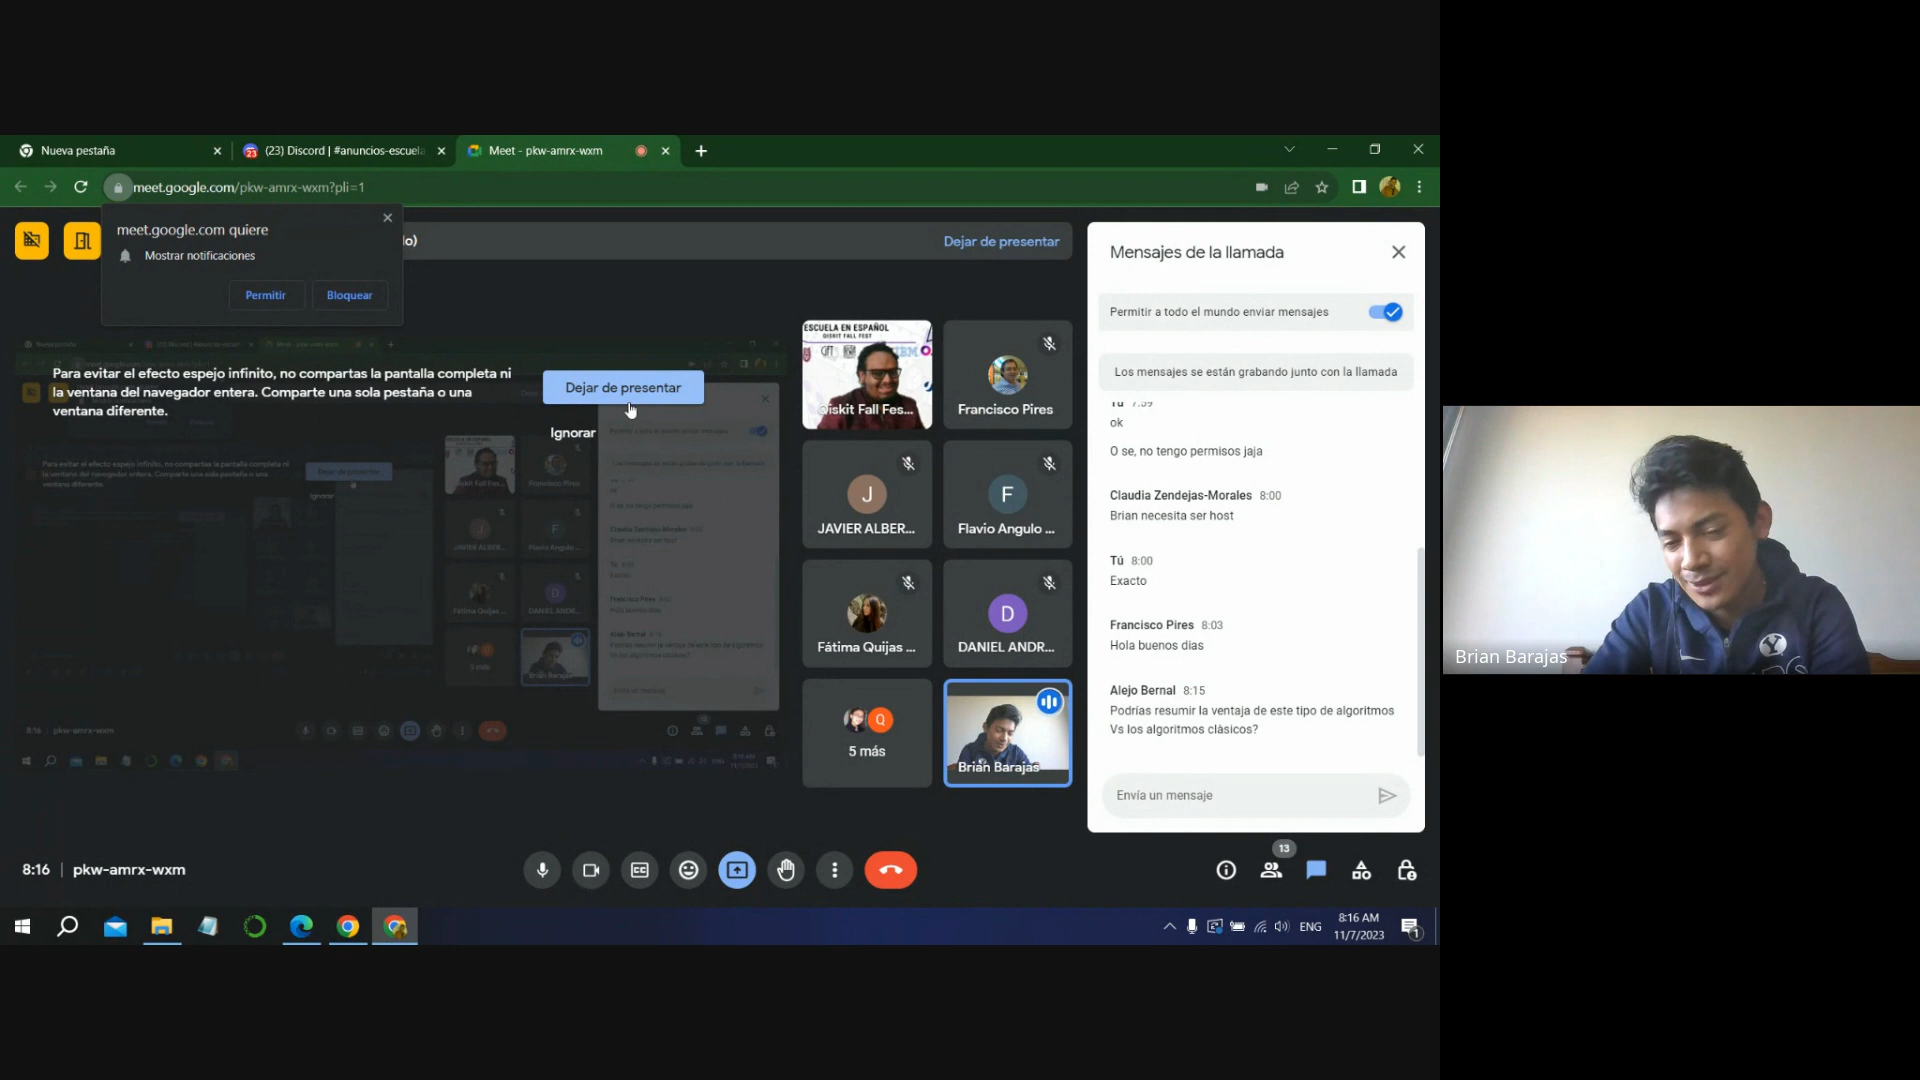 Nueva pestaña
(23) Discord | #anuncios-escuela
Meet - pkw-amrx-wxm
meet.google.com/pkw-amrx-wxm?pli=1
meet.google.com quiere
Mostrar notificaciones
Permitir
Bloquear
Dejar de presentar
Para evitar el efecto espejo infinito, no compartas la pantalla completa ni
la ventana del navegador entera. Comparte una sola pestaña o una
ventana diferente.
Dejar de presentar
Ignorar
ESCUELA EN ESPAÑOL
QISKIT FALL FEST
Qiskit Fall Fes...
Francisco Pires
J
JAVIER ALBER...
F
Flavio Angulo ...
Fátima Quijas ...
D
DANIEL ANDR...
Q
5 más
Brian Barajas
Mensajes de la llamada
Permitir a todo el mundo enviar mensajes
Los mensajes se están grabando junto con la llamada
Tú 7:59
ok
O se, no tengo permisos jaja
Claudia Zendejas-Morales 8:00
Brian necesita ser host
Tú 8:00
Exacto
Francisco Pires 8:03
Hola buenos dias
Alejo Bernal 8:15
Podrías resumir la ventaja de este tipo de algoritmos
Vs los algoritmos clàsicos?
Envía un mensaje
8:16 | pkw-amrx-wxm
13
ENG
8:16 AM
11/7/2023
1
Brian Barajas